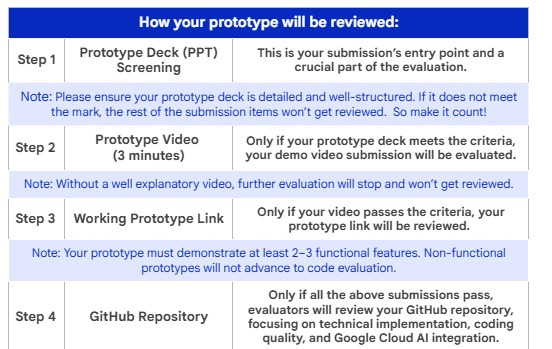 How your prototype will be reviewed:
Step 1
Prototype Deck (PPT)
Screening
This is your submission's entry point and a
crucial part of the evaluation.
Note: Please ensure your prototype deck is detailed and well-structured. If it does not meet
the mark, the rest of the submission items won't get reviewed. So make it count!
Step 2
Prototype Video
(3 minutes)
Only if your prototype deck meets the criteria,
your demo video submission will be evaluated.
Note: Without a well explanatory video, further evaluation will stop and won't get reviewed.
Step 3
Working Prototype Link
Only if your video passes the criteria, your
prototype link will be reviewed.
Note: Your prototype must demonstrate at least 2–3 functional features. Non-functional
prototypes will not advance to code evaluation.
Step 4
GitHub Repository
Only if all the above submissions pass,
evaluators will review your GitHub repository,
focusing on technical implementation, coding
quality, and Google Cloud AI integration.